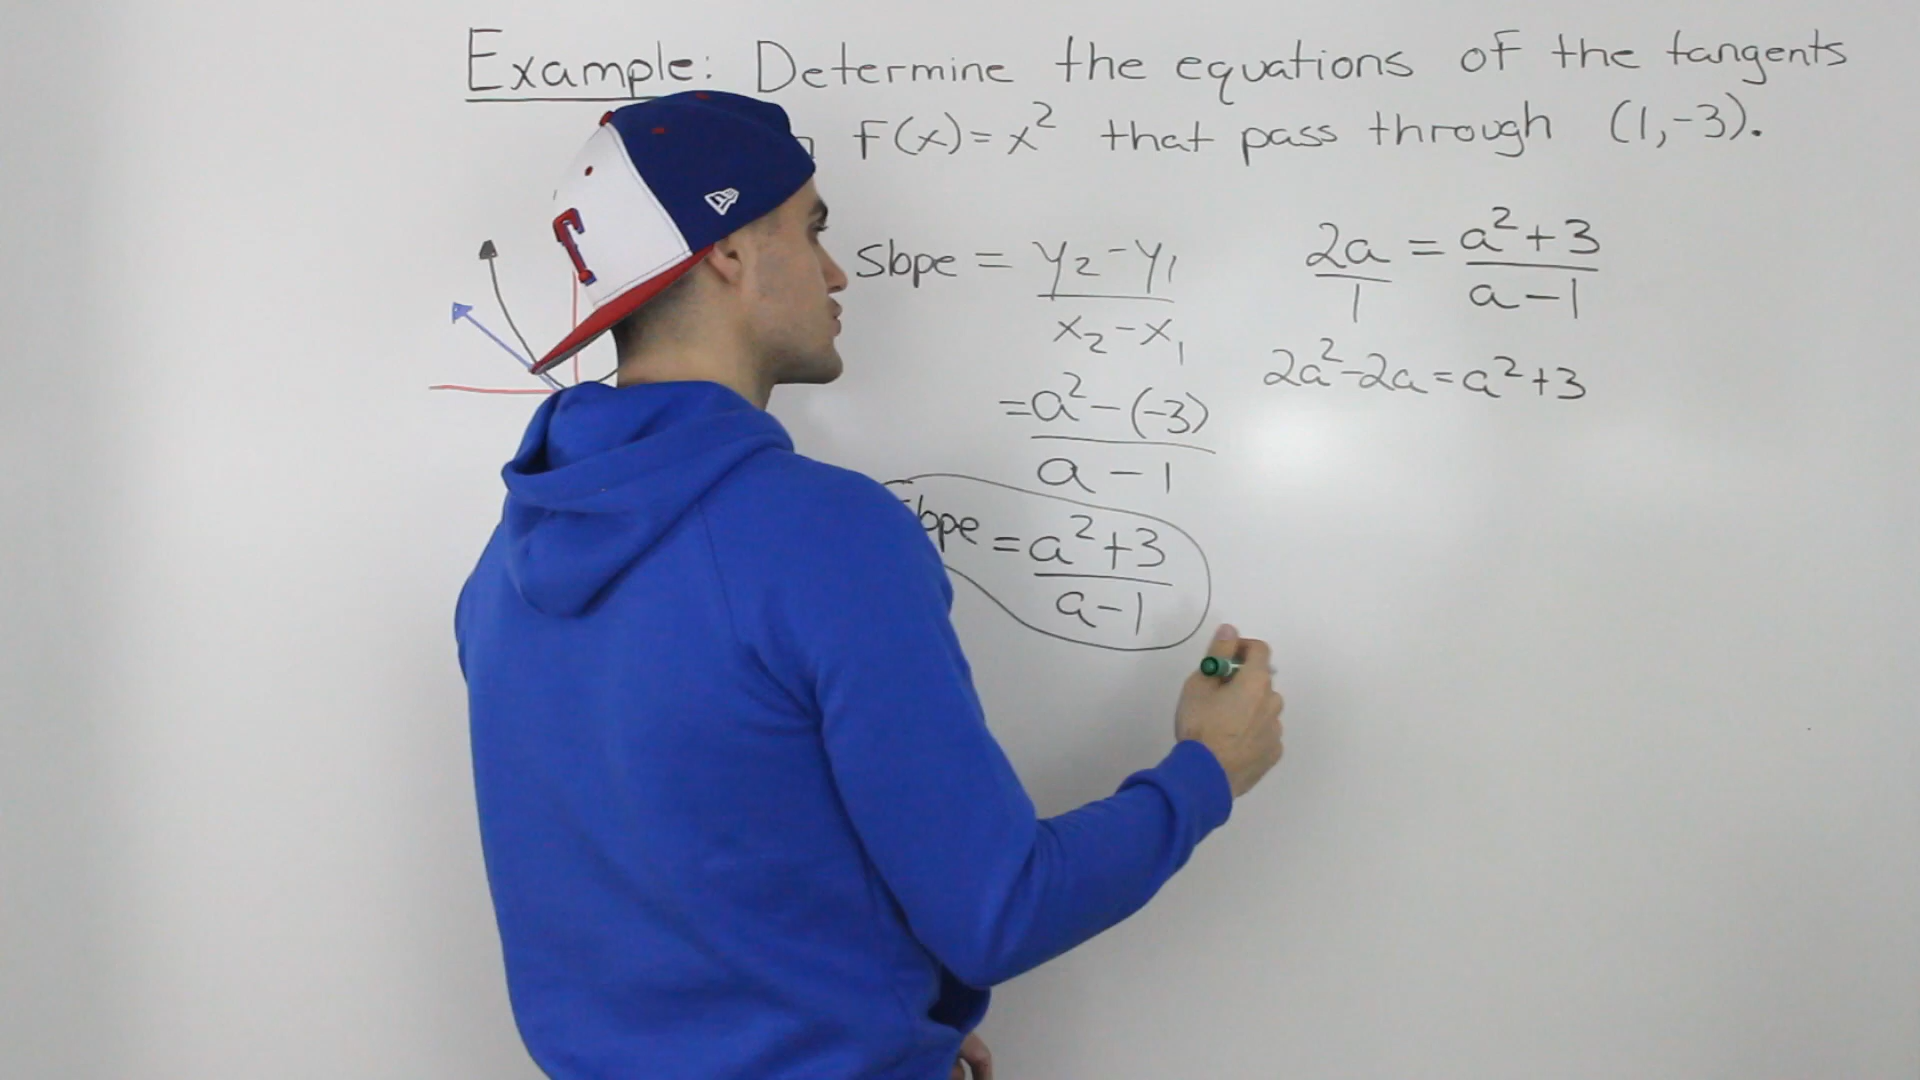 Example: Determine the equations of the tangents
f(x)=x² that pass through (1,-3).
Slope = y₂-y₁
x₂-x₁
=a²-(-3)
a-1
=a²+3
a-1
2a = a²+3
1 a-1
2a²-2a=a²+3